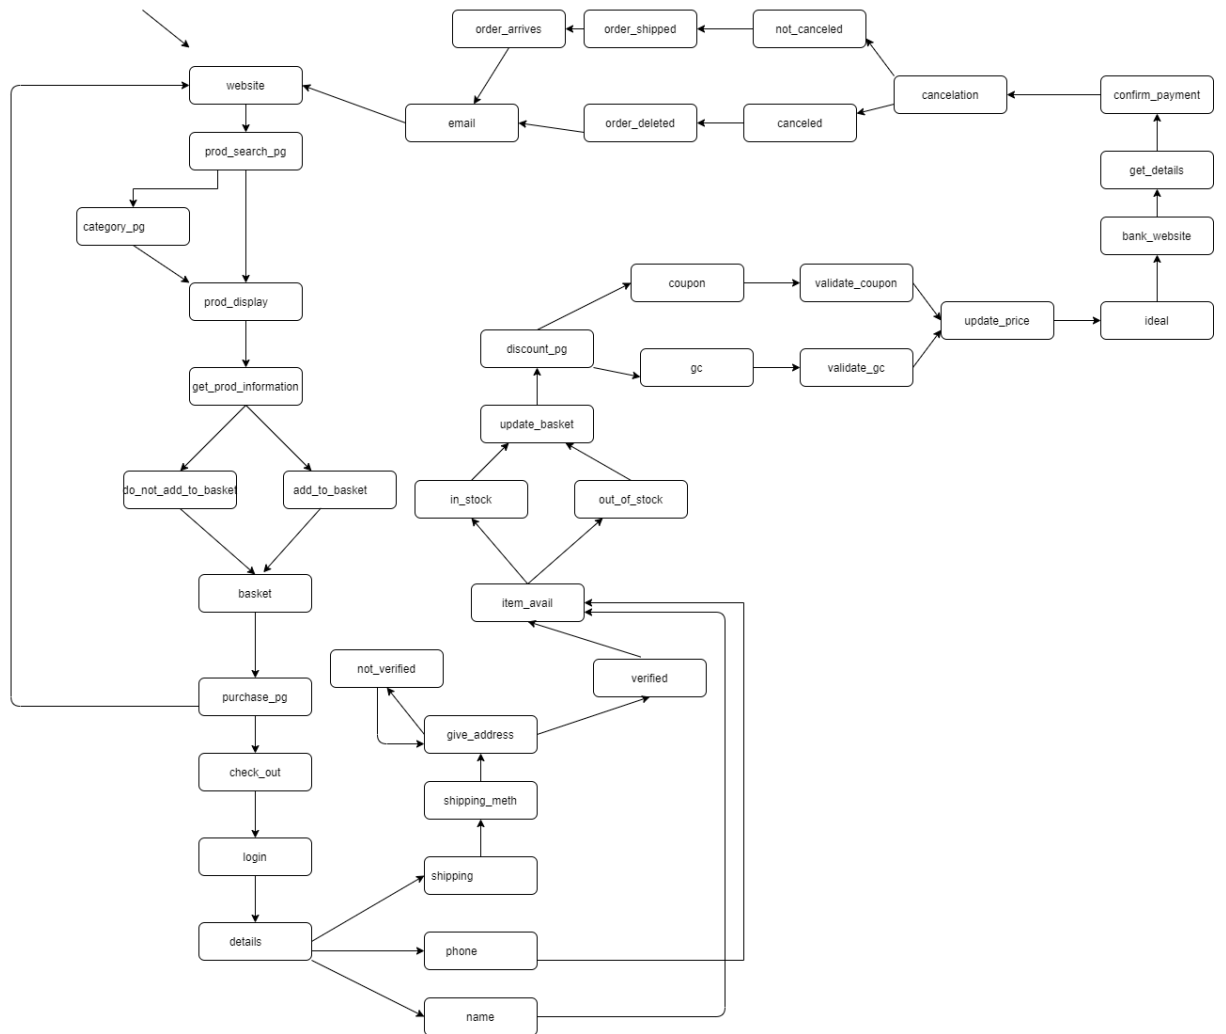 order_arrives
order_shipped
not_canceled
website
cancelation
confirm_payment
email
order_deleted
canceled
prod_search_pg
get_details
category_pg
bank_website
prod_display
coupon
validate_coupon
update_price
ideal
discount_pg
gc
validate_gc
get_prod_information
update_basket
do_not_add_to_basket
add_to_basket
in_stock
out_of_stock
basket
item_avail
not_verified
verified
purchase_pg
give_address
check_out
shipping_meth
login
shipping
details
phone
name